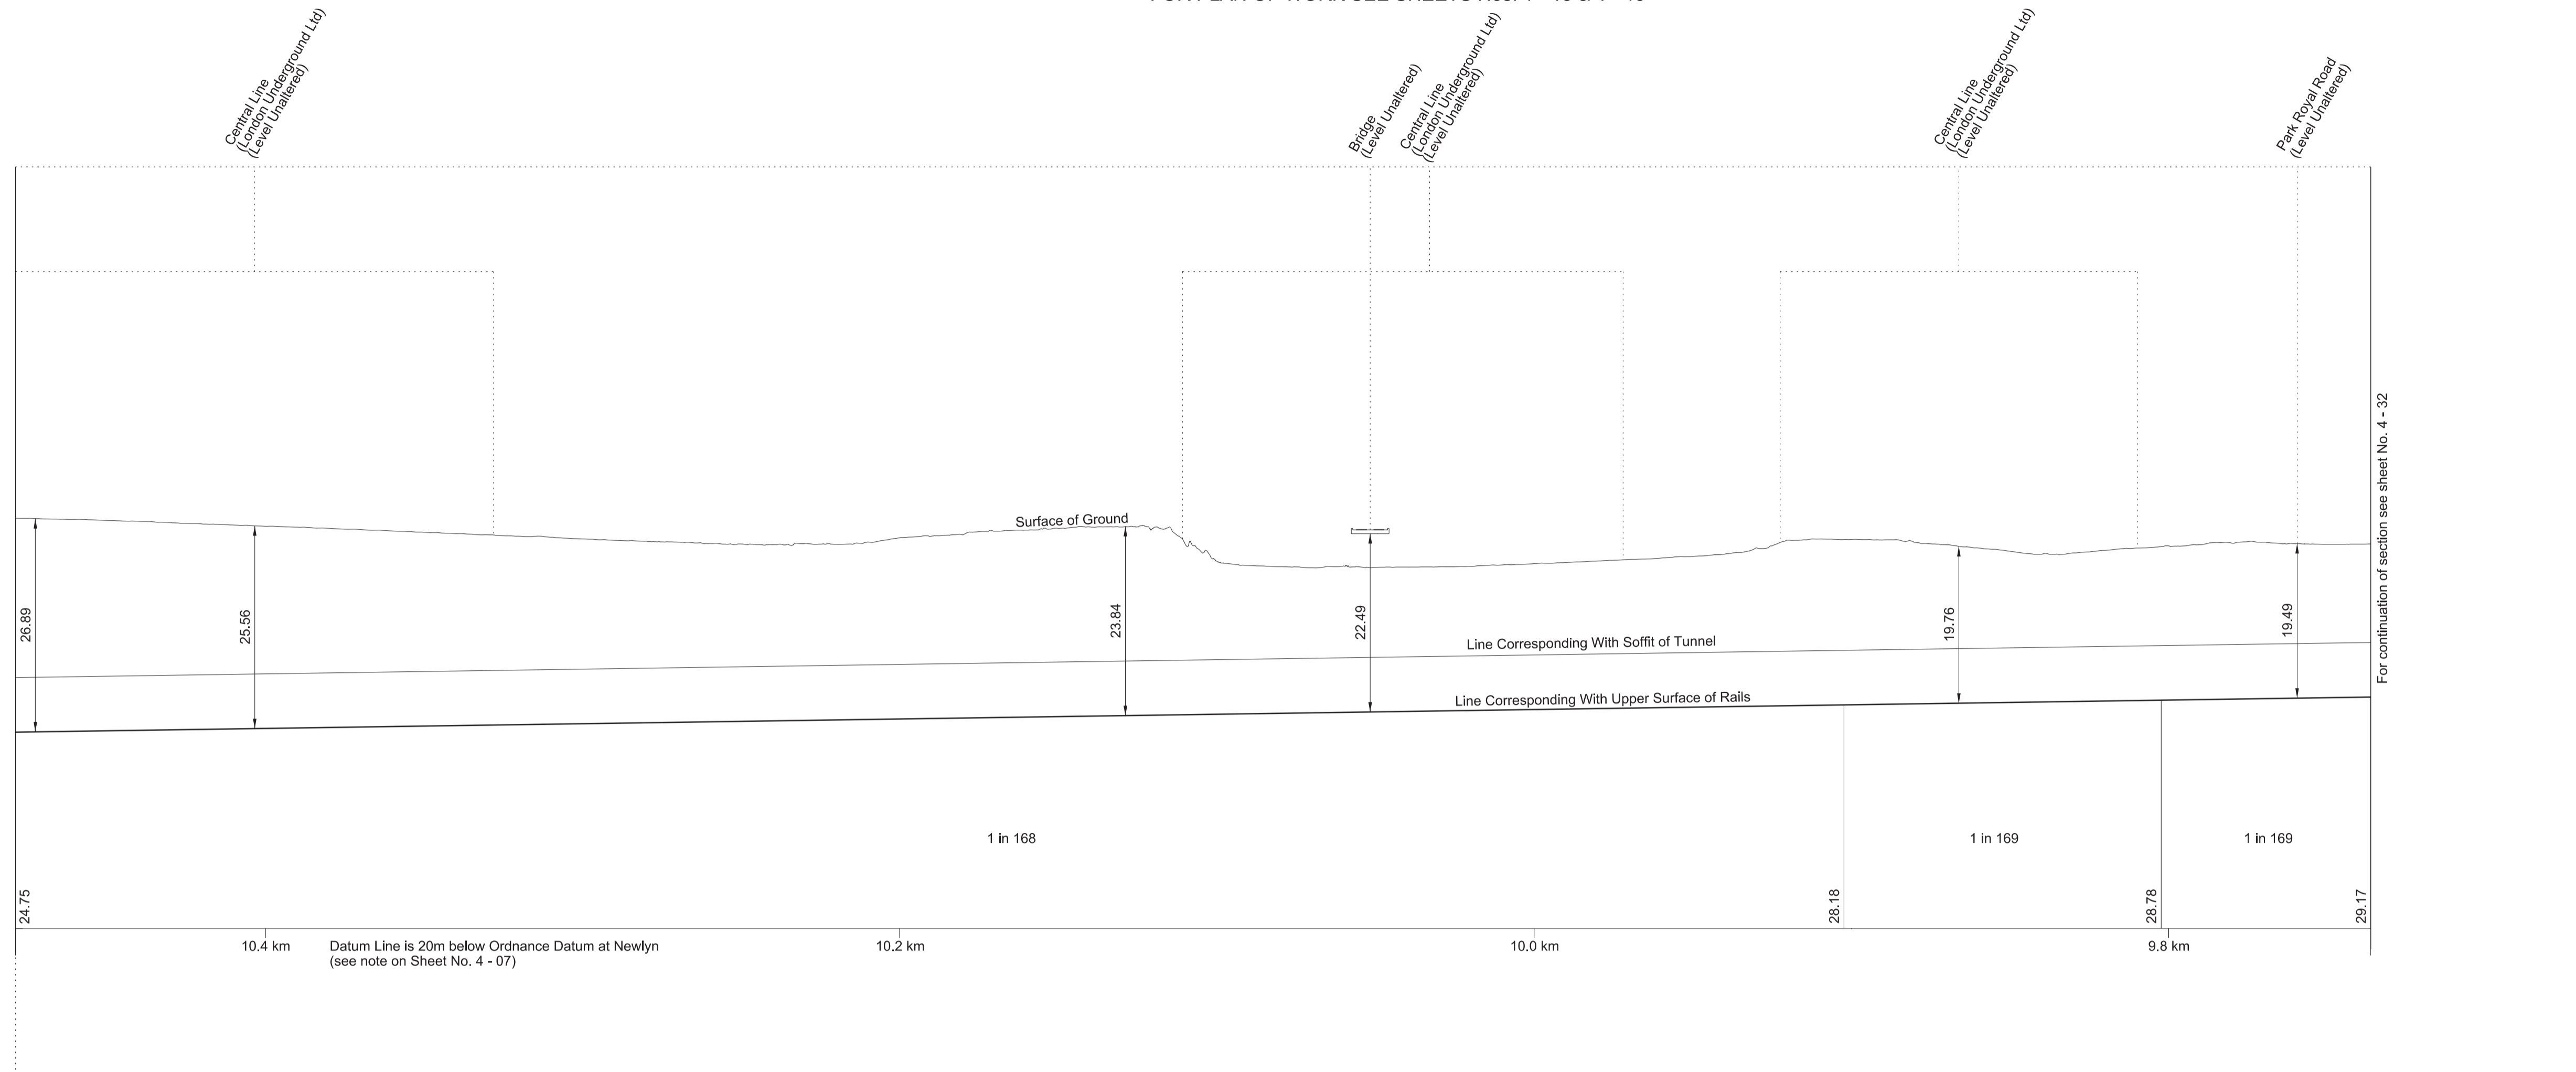 Central Line
(London Underground Ltd)
(Level Unaltered)
Bridge
(Level Unaltered)
Central Line
(London Underground Ltd)
(Level Unaltered)
Central Line
(London Underground Ltd)
(Level Unaltered)
Park Royal Road
(Level Unaltered)
For continuation of section see sheet No. 4 - 32
Surface of Ground
26.89
25.56
23.84
22.49
19.76
19.49
Line Corresponding With Soffit of Tunnel
Line Corresponding With Upper Surface of Rails
1 in 168
1 in 169
1 in 169
24.75
28.18
28.78
29.17
10.4 km
Datum Line is 20m below Ordnance Datum at Newlyn
(see note on Sheet No. 4 - 07)
10.2 km
10.0 km
9.8 km